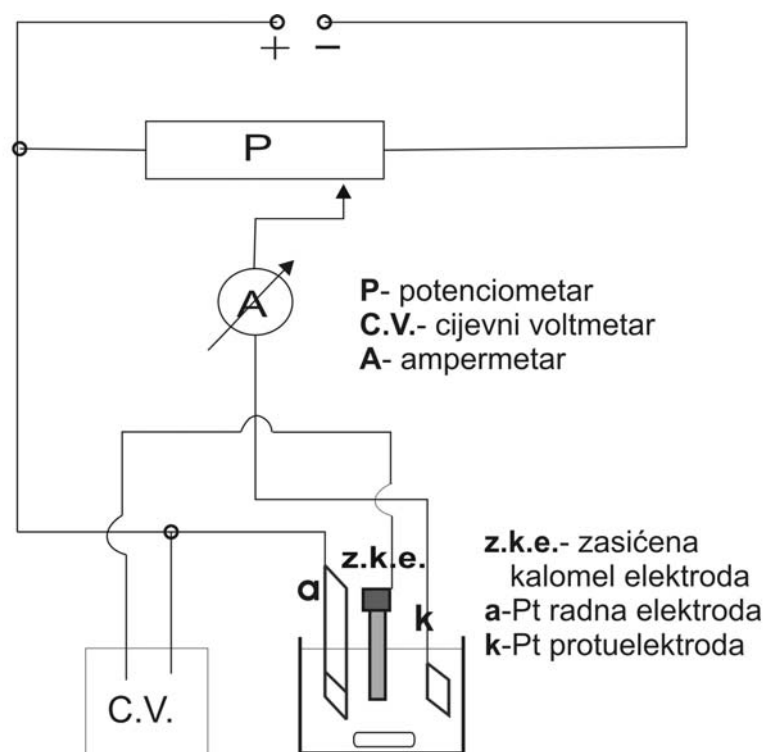 + −
P
A
P- potenciometar
C.V.- cijevni voltmetar
A- ampermetar
z.k.e.
a
k
z.k.e.- zasićena
kalomel elektroda
a-Pt radna elektroda
k-Pt protuelektroda
C.V.